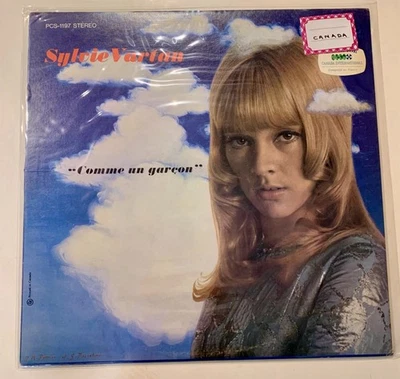 PCS-1197 STEREO
Sylvie Vartan
CANADA
"Comme un garçon"